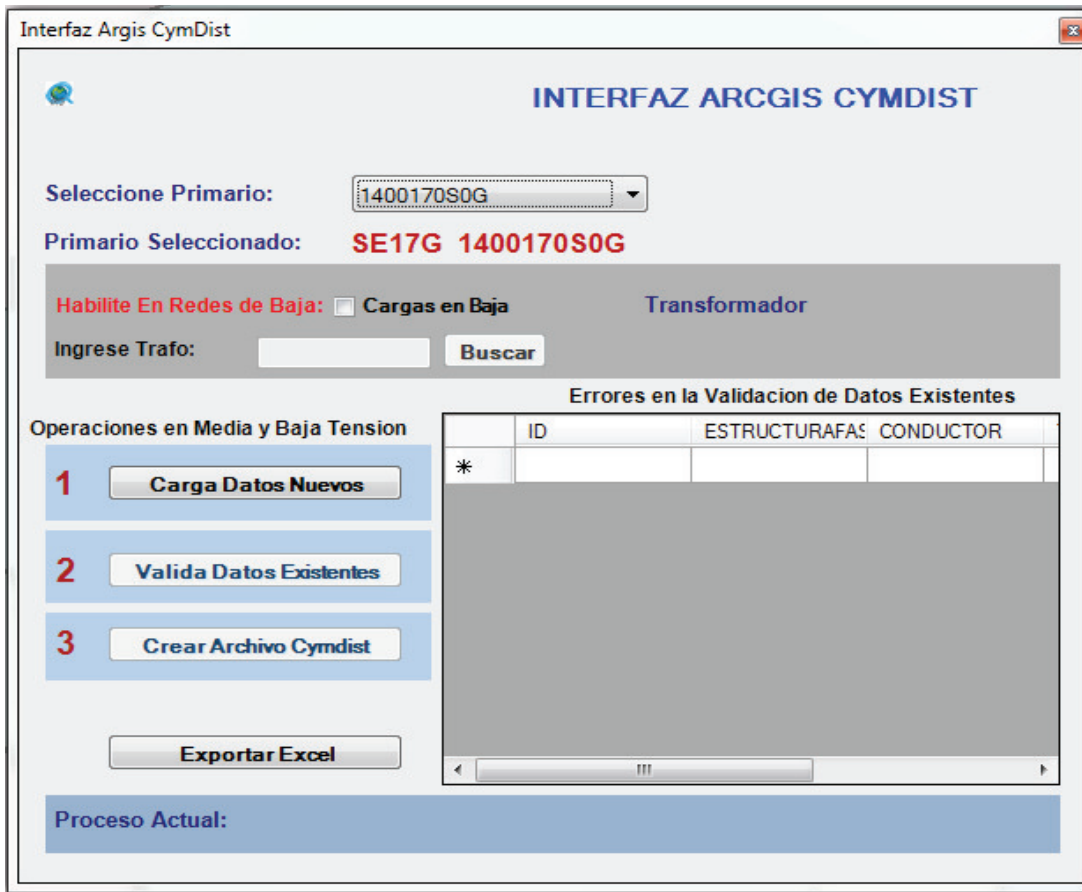 Interfaz Argis CymDist
INTERFAZ ARCGIS CYMDIST
Seleccione Primario: 1400170S0G
Primario Seleccionado: SE17G 1400170S0G
Habilite En Redes de Baja: Cargas en Baja Transformador
Ingrese Trafo: Buscar
Errores en la Validacion de Datos Existentes
Operaciones en Media y Baja Tension
ID ESTRUCTURAFAS CONDUCTOR
1 Carga Datos Nuevos
2 Valida Datos Existentes
3 Crear Archivo Cymdist
Exportar Excel
Proceso Actual: